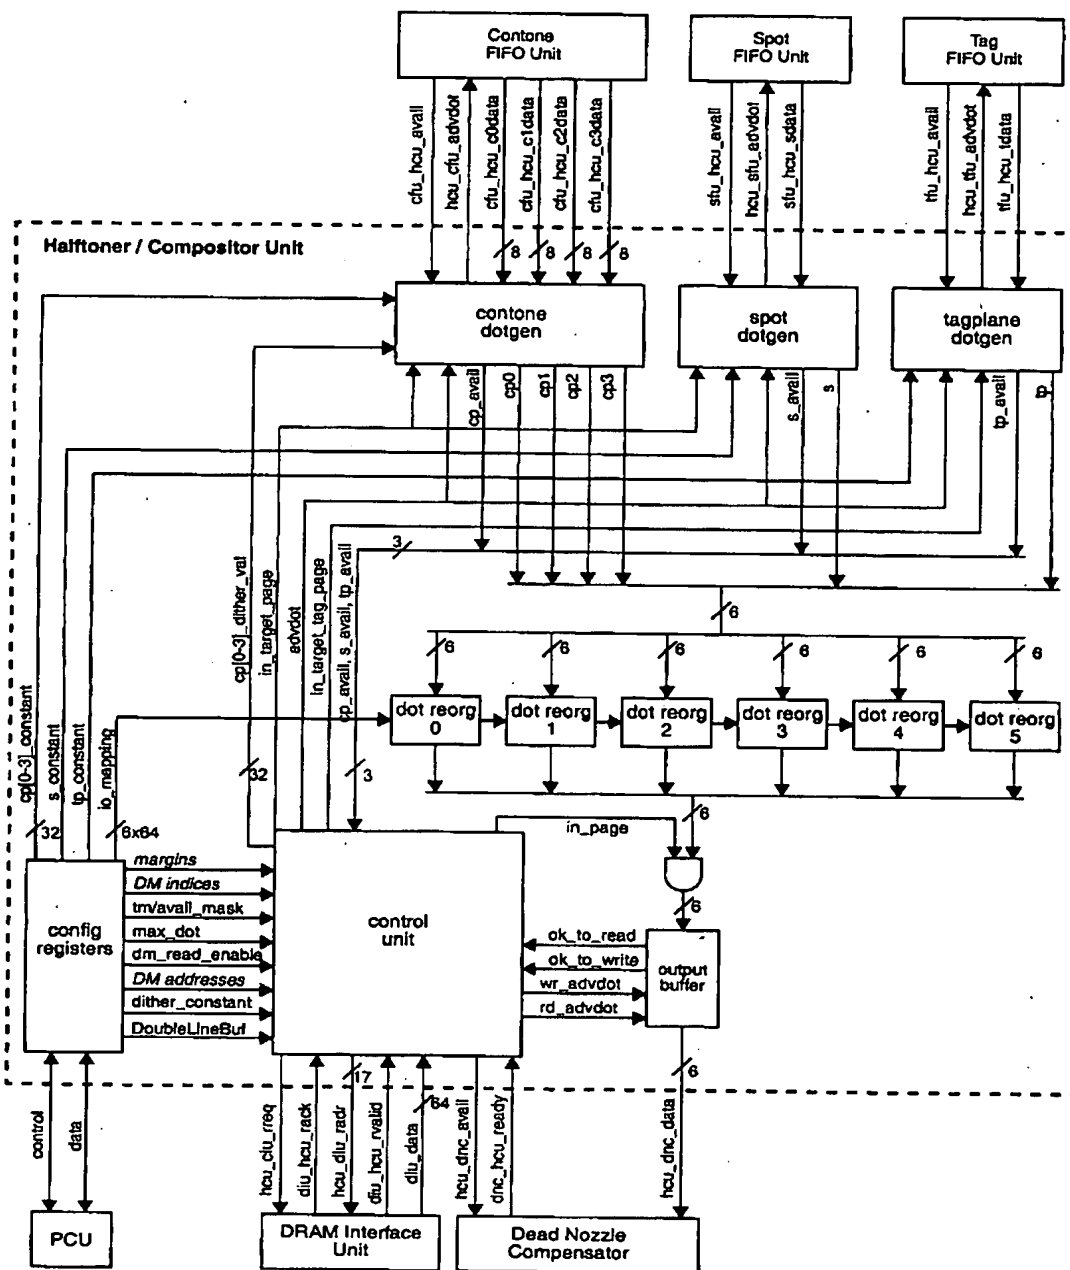 Contone
FIFO Unit
Spot
FIFO Unit
Tag
FIFO Unit
cfu_hcu_avail
hcu_cfu_advdot
cfu_hcu_c0data
cfu_hcu_c1data
cfu_hcu_c2data
cfu_hcu_c3data
sfu_hcu_avail
hcu_sfu_advdot
sfu_hcu_sdata
tfu_hcu_avail
hcu_tfu_advdot
tfu_hcu_tdata
Halftoner / Compositor Unit
8
8
8
8
contone
dotgen
spot
dotgen
tagplane
dotgen
cp_avail
cp0
cp1
cp2
cp3
s_avail
s
tp_avail
tp
3
cp[0-3]_constant
s_constant
tp_constant
io_mapping
cp[0-3]_dither_val
in_target_page
advdot
in_target_tag_page
cp_avail, s_avail, tp_avail
6
6
6
6
6
6
6
dot reorg
0
dot reorg
1
dot reorg
2
dot reorg
3
dot reorg
4
dot reorg
5
32
6x64
32
3
in_page
6
margins
DM indices
tm/avail_mask
max_dot
dm_read_enable
DM addresses
dither_constant
DoubleLineBuf
config
registers
control
unit
6
ok_to_read
ok_to_write
wr_advdot
rd_advdot
output
buffer
17
64
6
control
data
hcu_diu_rreq
diu_hcu_rack
hcu_diu_radr
diu_hcu_rvalid
diu_data
hcu_dnc_avail
dnc_hcu_ready
hcu_dnc_data
PCU
DRAM Interface
Unit
Dead Nozzle
Compensator